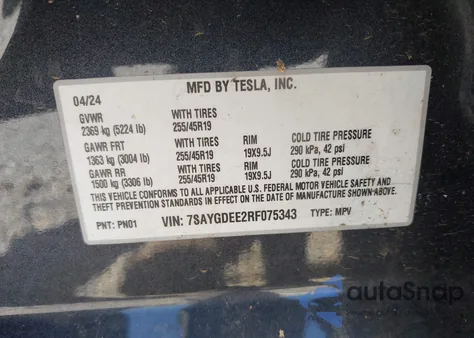 MFD BY TESLA, INC.
04/24
GVWR WITH TIRES
2369 kg (5224 lb) 255/45R19
GAWR FRT WITH TIRES RIM COLD TIRE PRESSURE
1363 kg (3004 lb) 255/45R19 19X9.5J 290 kPa, 42 psi
GAWR RR WITH TIRES RIM COLD TIRE PRESSURE
1500 kg (3306 lb) 255/45R19 19X9.5J 290 kPa, 42 psi
THIS VEHICLE CONFORMS TO ALL APPLICABLE U.S. FEDERAL MOTOR VEHICLE SAFETY AND
THEFT PREVENTION STANDARDS IN EFFECT ON THE DATE OF MANUFACTURE SHOWN ABOVE.
PNT: PN01 VIN: 7SAYGDEE2RF075343 TYPE: MPV
autoSnap